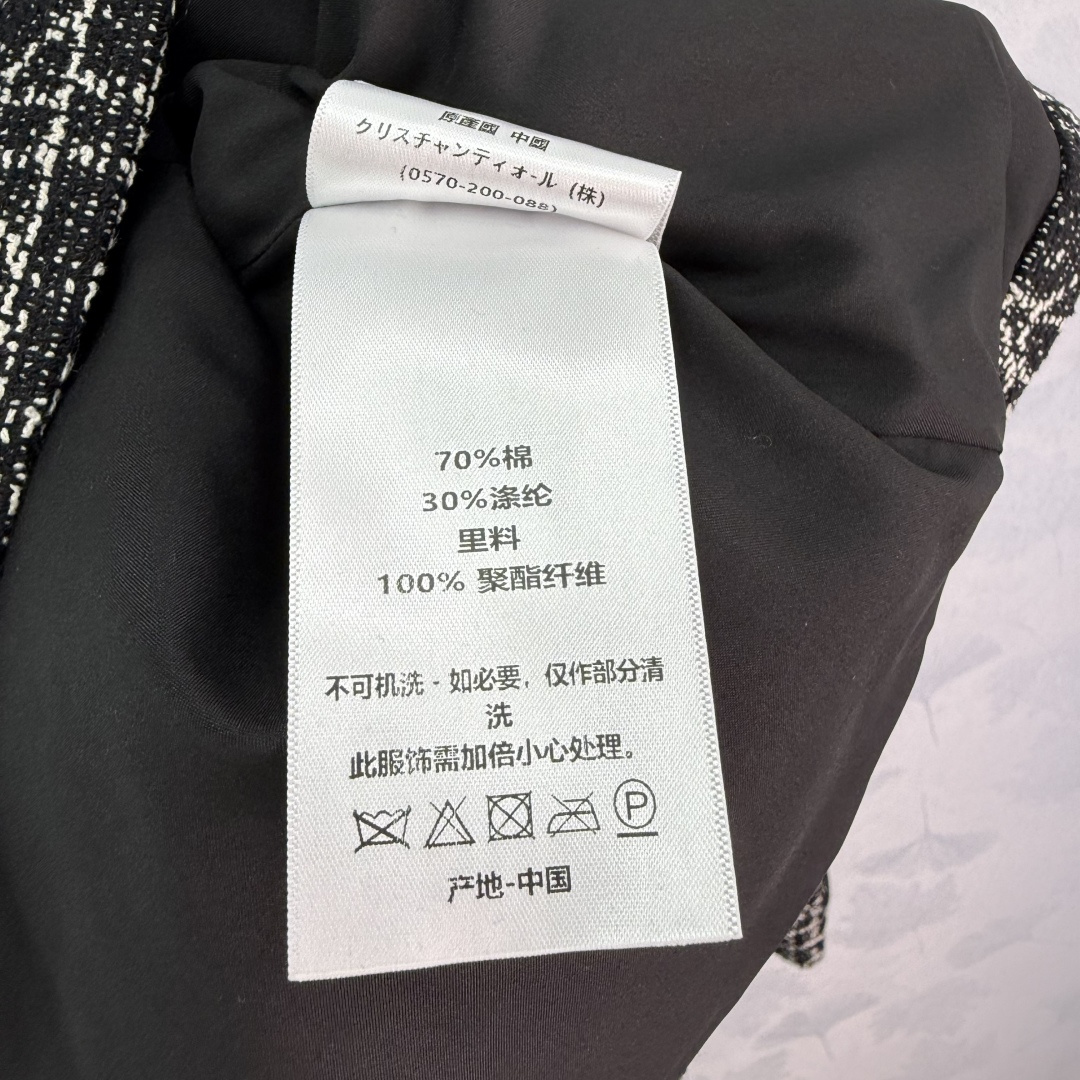 原産國 中國
クリスチャンディオール (株)
(0570-200-088)
70%棉
30%涤纶
里料
100% 聚酯纤维
不可机洗 - 如必要, 仅作部分清
洗
此服饰需加倍小心处理。
P
产地-中国